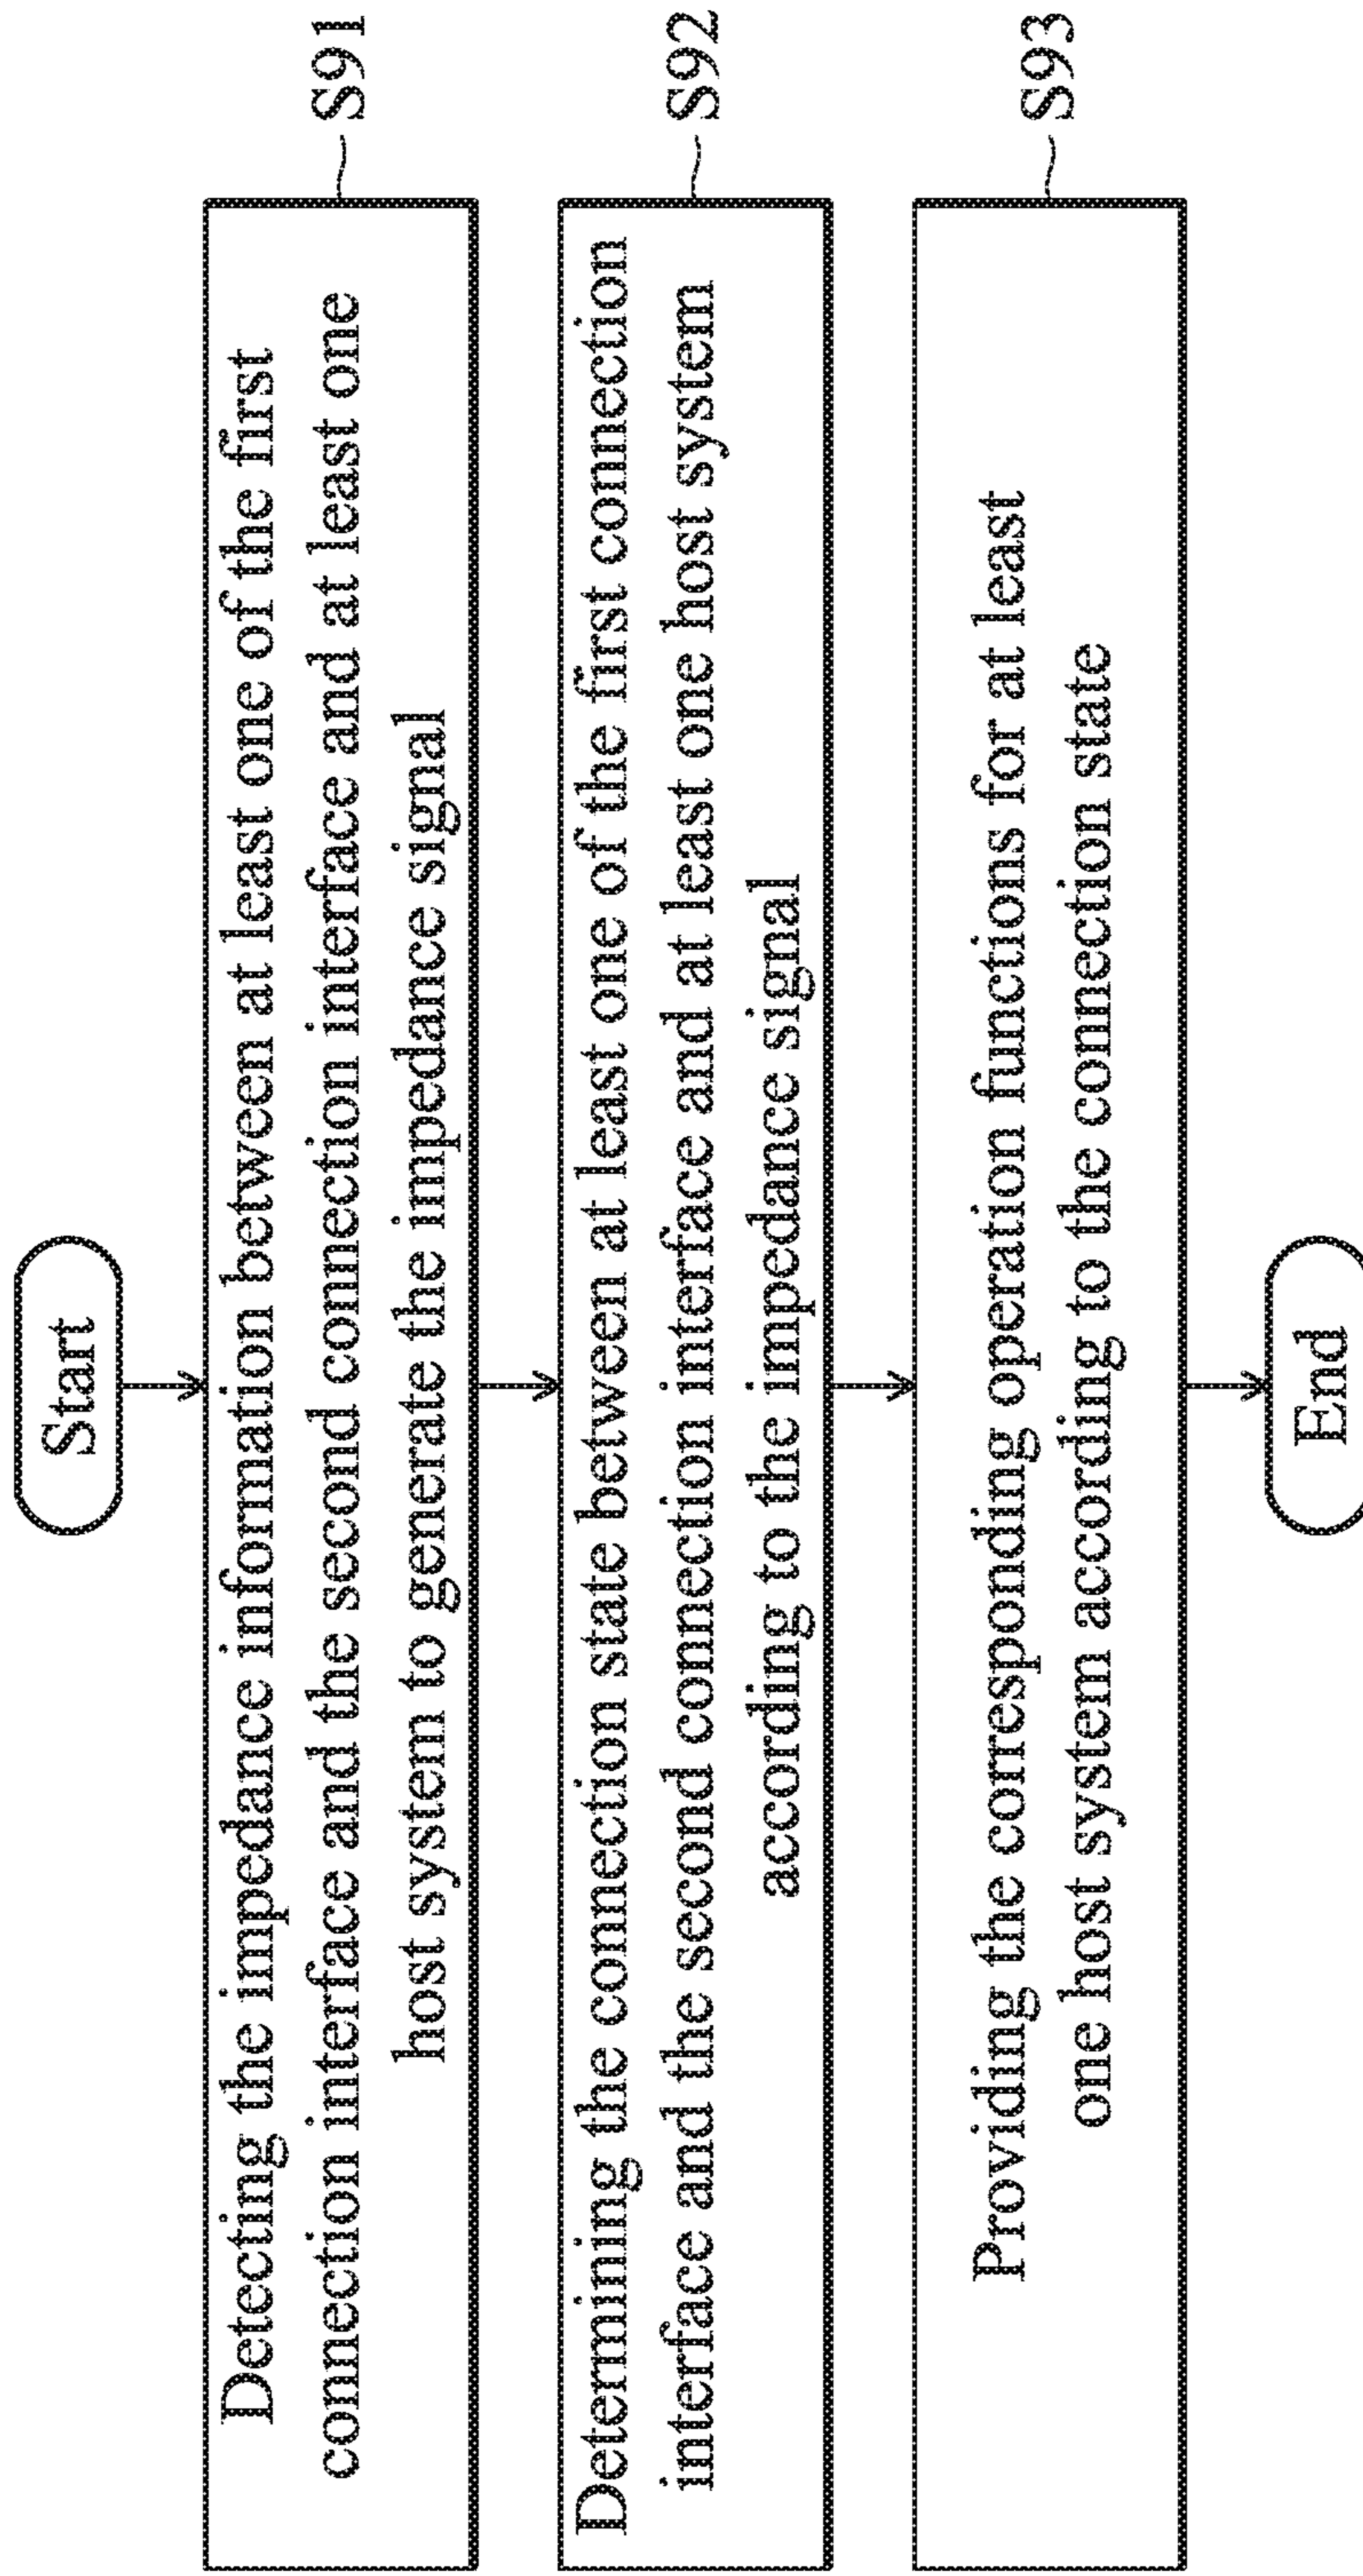 Start
Detecting the impedance information between at least one of the first
connection interface and the second connection interface and at least one
host system to generate the impedance signal
S91
Determining the connection state between at least one of the first connection
interface and the second connection interface and at least one host system
according to the impedance signal
S92
Providing the corresponding operation functions for at least
one host system according to the connection state
S93
End